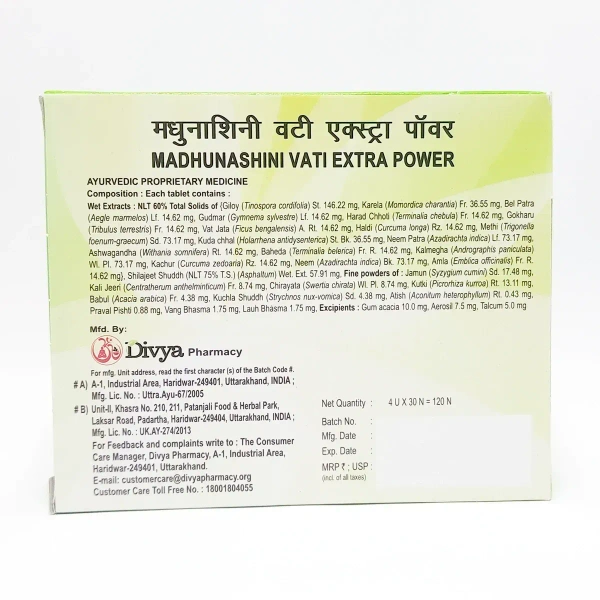 मधुनाशिनी वटी एक्स्ट्रा पॉवर
MADHUNASHINI VATI EXTRA POWER
AYURVEDIC PROPRIETARY MEDICINE
Composition : Each tablet contains :
Wet Extracts : NLT 60% Total Solids of {Giloy (Tinospora cordifolia) St. 146.22 mg, Karela (Momordica charantia) Fr. 36.55 mg, Bel Patra
(Aegle marmelos) Lf. 14.62 mg, Gudmar (Gymnema sylvestre) Lf. 14.62 mg, Harad Chhoti (Terminalia chebula) Fr. 14.62 mg, Gokharu
(Tribulus terrestris) Fr. 14.62 mg, Vat Jata (Ficus bengalensis) A. Rt. 14.62 mg, Haldi (Curcuma longa) Rz. 14.62 mg, Methi (Trigonella
foenum-graecum) Sd. 73.17 mg, Kuda chhal (Holarrhena antidysenterica) St. Bk. 36.55 mg, Neem Patra (Azadirachta indica) Lf. 73.17 mg,
Ashwagandha (Withania somnifera) Rt. 14.62 mg, Baheda (Terminalia belerica) Fr. R. 14.62 mg, Kalmegha (Andrographis paniculata)
Wl. Pl. 73.17 mg, Kachur (Curcuma zedoaria) Rz. 14.62 mg, Neem (Azadirachta indica) Bk. 73.17 mg, Amla (Emblica officinalis) Fr. R.
14.62 mg}, Shilajeet Shuddh (NLT 75% T.S.) (Asphaltum) Wet. Ext. 57.91 mg. Fine powders of : Jamun (Syzygium cumini) Sd. 17.48 mg,
Kali Jeeri (Centratherum anthelminticum) Fr. 8.74 mg, Chirayata (Swertia chirata) Wl. Pl. 8.74 mg, Kutki (Picrorhiza kurroa) Rt. 13.11 mg,
Babul (Acacia arabica) Fr. 4.38 mg, Kuchla Shuddh (Strychnos nux-vomica) Sd. 4.38 mg, Atish (Aconitum heterophyllum) Rt. 0.43 mg,
Praval Pishti 0.88 mg, Vang Bhasma 1.75 mg, Lauh Bhasma 1.75 mg, Excipients : Gum acacia 10.0 mg, Aerosil 7.5 mg, Talcum 5.0 mg
Mfd. By:
Divya Pharmacy
For mfg. Unit address, read the first character (s) of the Batch Code #.
# A) A-1, Industrial Area, Haridwar-249401, Uttarakhand, INDIA ;
Mfg. Lic. No. : Uttra.Ayu-67/2005
# B) Unit-II, Khasra No. 210, 211, Patanjali Food & Herbal Park,
Laksar Road, Padartha, Haridwar-249404, Uttarakhand, INDIA ;
Mfg. Lic. No. : UK.AY-274/2013
For Feedback and complaints write to : The Consumer
Care Manager, Divya Pharmacy, A-1, Industrial Area,
Haridwar-249401, Uttarakhand.
E-mail: customercare@divyapharmacy.org
Customer Care Toll Free No. : 18001804055
Net Quantity : 4 U X 30 N = 120 N
Batch No. :
Mfg. Date :
Exp. Date :
MRP ₹ ; USP :
(incl. of all taxes)